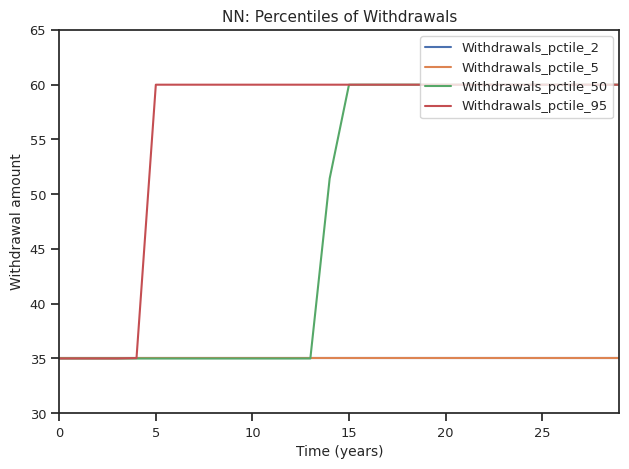 NN: Percentiles of Withdrawals
65
60
55
50
45
40
35
30
Withdrawal amount
Withdrawals_pctile_2
Withdrawals_pctile_5
Withdrawals_pctile_50
Withdrawals_pctile_95
0
5
10
15
20
25
Time (years)